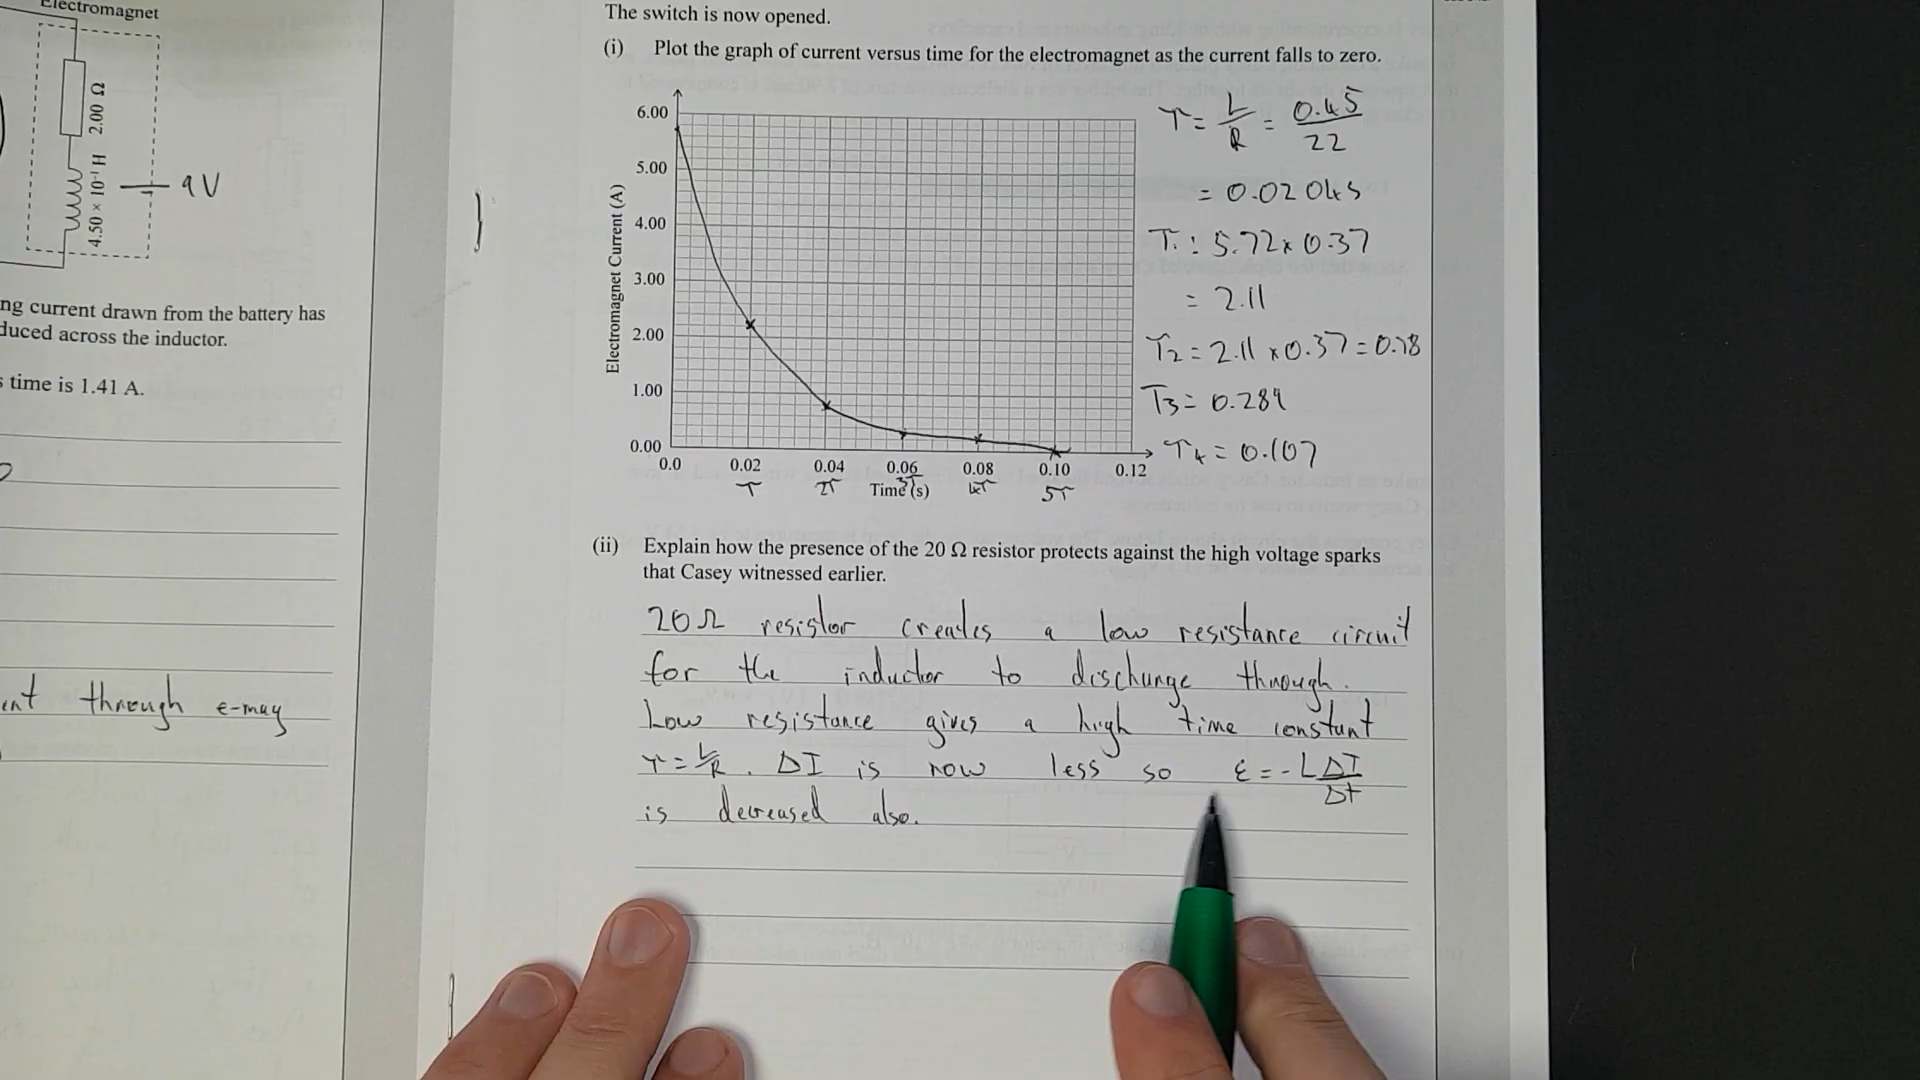 Electromagnet
2.00 Ω
4.50 × 10⁻¹ H
9V
ng current drawn from the battery has
duced across the inductor.
s time is 1.41 A.
ent through e-may
The switch is now opened.
(i) Plot the graph of current versus time for the electromagnet as the current falls to zero.
Electromagnet Current (A)
6.00
5.00
4.00
3.00
2.00
1.00
0.00
0.0 0.02 0.04 0.06 0.08 0.10 0.12
τ 2τ 3τ 4τ 5τ
Time (s)
τ = L/R = 0.45/22
= 0.02045
τ₁: 5.72 × 0.37
= 2.11
τ₂ = 2.11 × 0.37 = 0.78
τ₃ = 0.289
τ₄ = 0.107
(ii) Explain how the presence of the 20 Ω resistor protects against the high voltage sparks
that Casey witnessed earlier.
20Ω resistor creates a low resistance circuit
for the inductor to discharge through.
Low resistance gives a high time constant
τ = L/R . ΔI is now less so ε = -L ΔI/Δt
is decreased also.